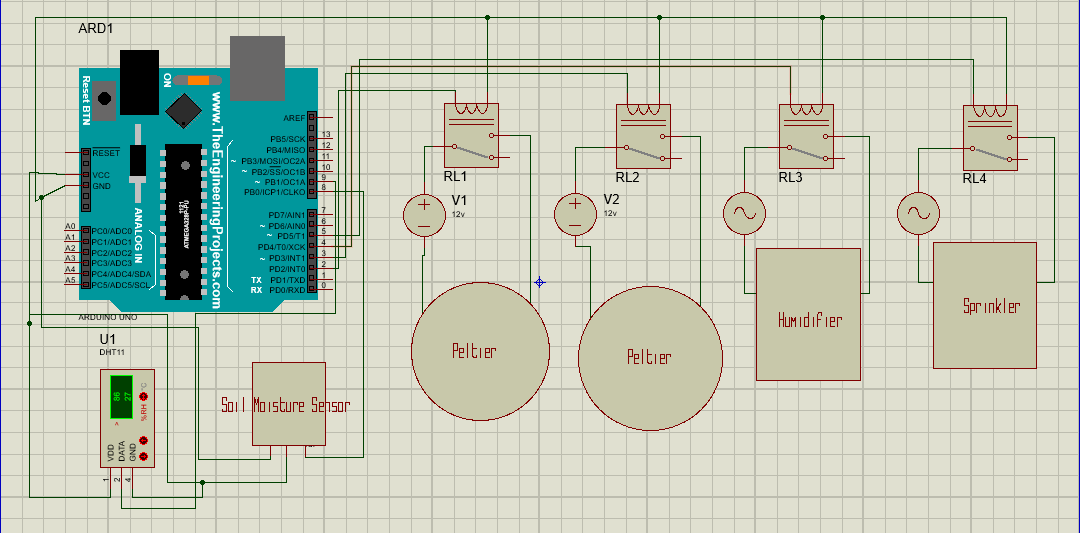 ARD1
Reset BTN
ON
www.TheEngineeringProjects.com
1121
ATMEGA328P-PU
ANALOG IN
RESET
VCC
GND
A0 PC0/ADC0
A1 PC1/ADC1
A2 PC2/ADC2
A3 PC3/ADC3
A4 PC4/ADC4/SDA
A5 PC5/ADC5/SCL
AREF
PB5/SCK 13
PB4/MISO 12
~ PB3/MOSI/OC2A 11
~ PB2/SS/OC1B 10
~ PB1/OC1A 9
PB0/ICP1/CLKO 8
PD7/AIN1 7
~ PD6/AIN0 6
~ PD5/T1 5
PD4/T0/XCK 4
~ PD3/INT1 3
PD2/INT0 2
TX PD1/TXD 1
RX PD0/RXD 0
ARDUINO UNO
RL1
RL2
RL3
RL4
V1
12v
V2
12v
Peltier
Peltier
Humidifier
Sprinkler
U1
DHT11
86
27
%RH
°C
VDD
DATA
GND
1
2
4
Soil Moisture Sensor